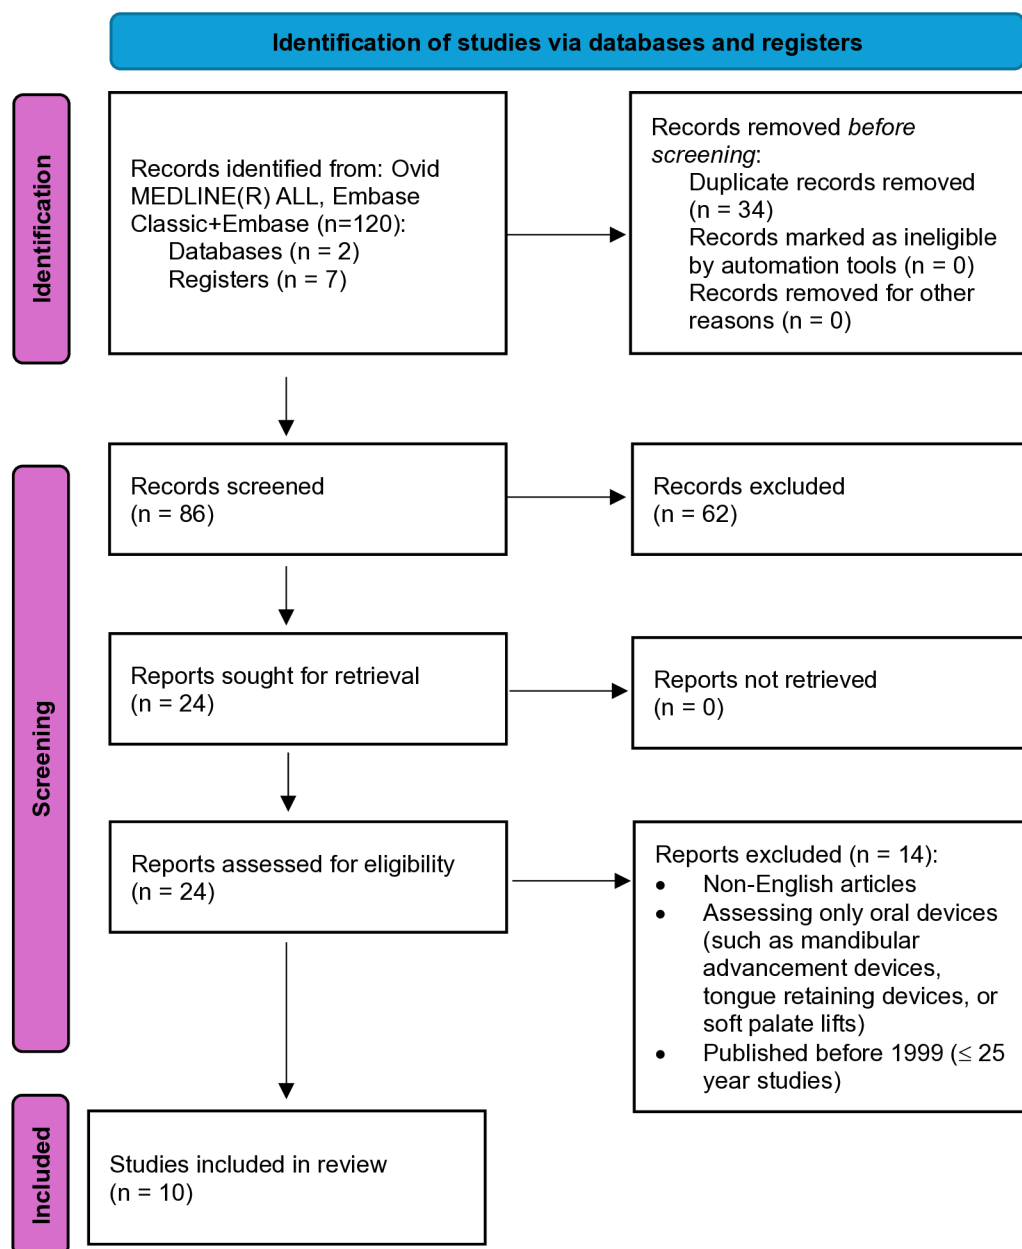 Identification of studies via databases and registers
Identification
Records identified from: Ovid
MEDLINE(R) ALL, Embase
Classic+Embase (n=120):
Databases (n = 2)
Registers (n = 7)
Records removed before
screening:
Duplicate records removed
(n = 34)
Records marked as ineligible
by automation tools (n = 0)
Records removed for other
reasons (n = 0)
Screening
Records screened
(n = 86)
Records excluded
(n = 62)
Reports sought for retrieval
(n = 24)
Reports not retrieved
(n = 0)
Reports assessed for eligibility
(n = 24)
Reports excluded (n = 14):
• Non-English articles
• Assessing only oral devices
(such as mandibular
advancement devices,
tongue retaining devices, or
soft palate lifts)
• Published before 1999 (≤ 25
year studies)
Included
Studies included in review
(n = 10)